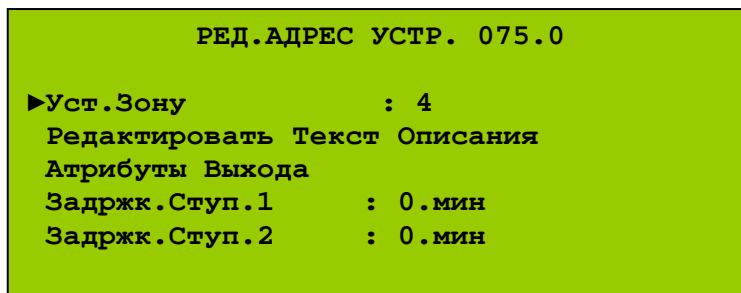 РЕД.АДРЕС УСТР. 075.0
►Уст.Зону : 4
Редактировать Текст Описания
Атрибуты Выхода
Задржк.Ступ.1 : 0.мин
Задржк.Ступ.2 : 0.мин